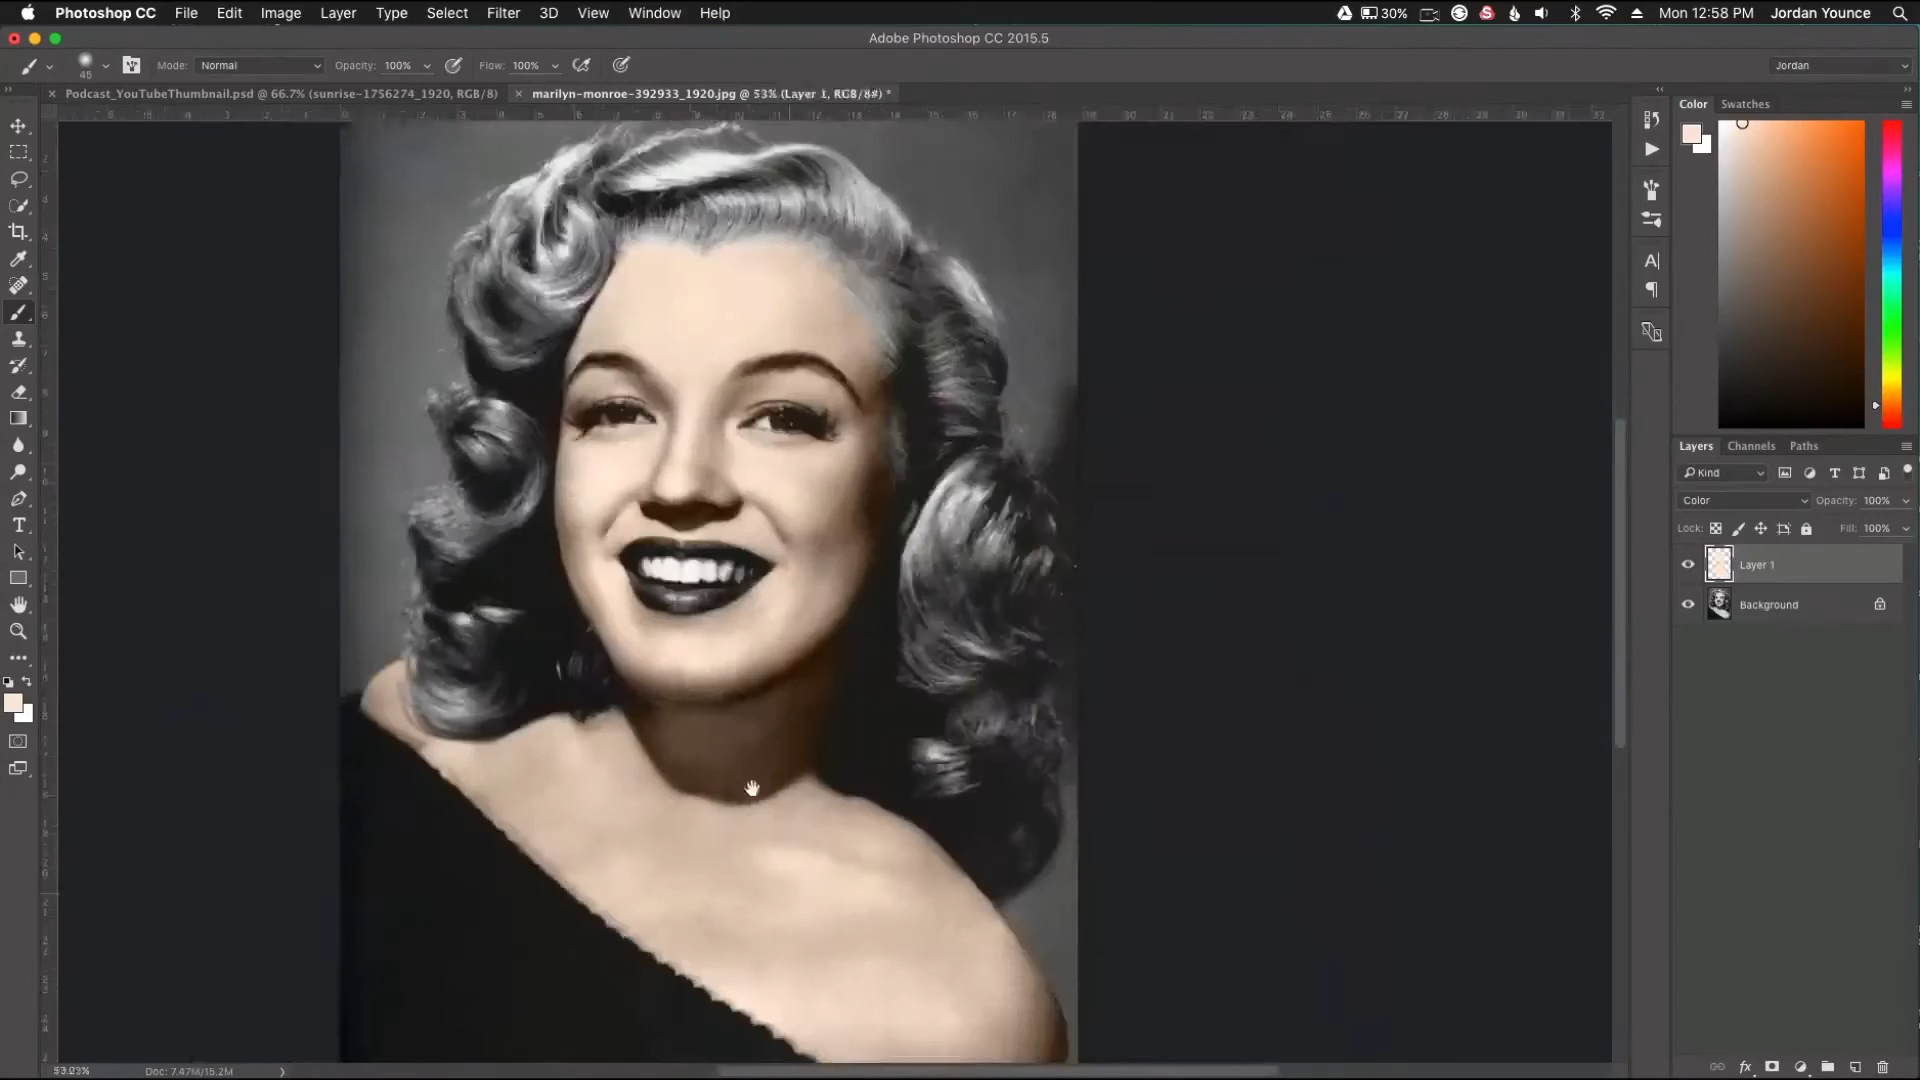 Photoshop CC File Edit Image Layer Type Select Filter 3D View Window Help 30% Mon 12:58 PM Jordan Younce
Adobe Photoshop CC 2015.5
45 Mode: Normal Opacity: 100% Flow: 100% Jordan
Podcast_YouTubeThumbnail.psd @ 66.7% (sunrise-1756274_1920, RGB/8) marilyn-monroe-392933_1920.jpg @ 53% (Layer 1, RGB/8#) *
Color Swatches
Layers Channels Paths
Kind
Color Opacity: 100%
Lock: Fill: 100%
Layer 1
Background
53.23% Doc: 7.47M/15.2M